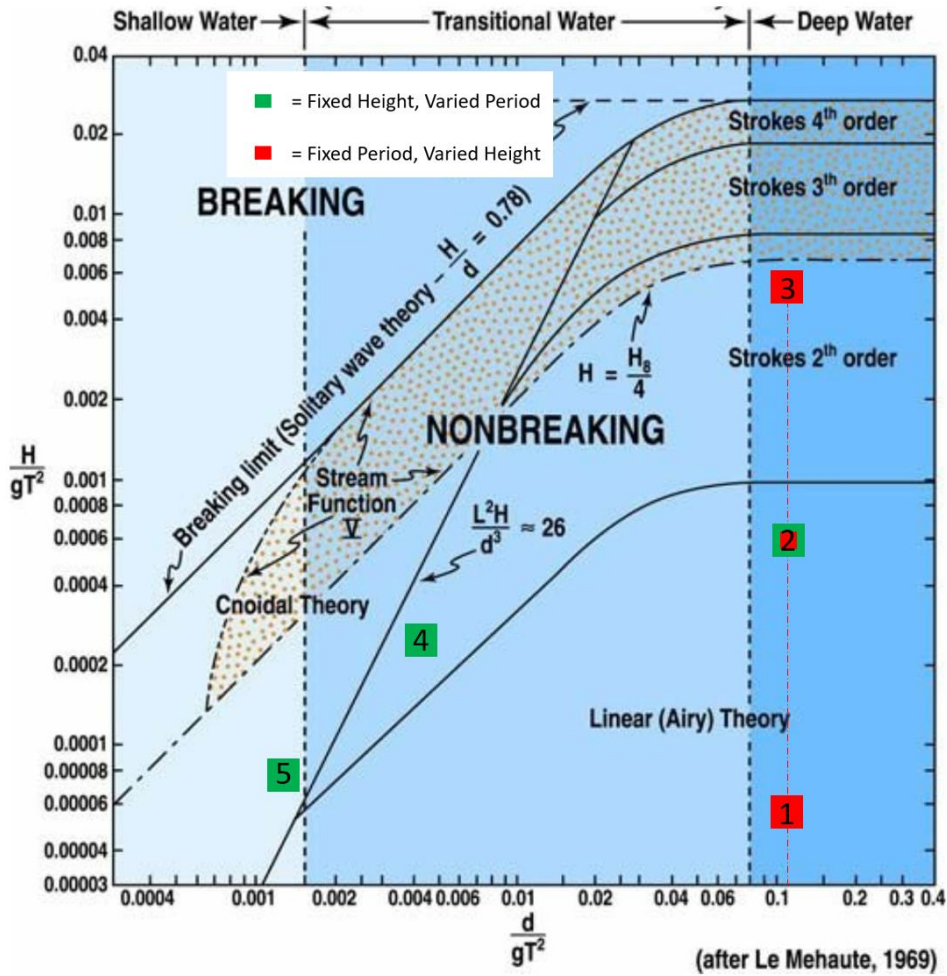 Shallow Water
Transitional Water
Deep Water
0.04
0.02
0.01
0.008
0.006
0.004
0.002
0.001
0.0008
0.0006
0.0004
0.0002
0.0001
0.00008
0.00006
0.00004
0.00003
H
gT²
= Fixed Height, Varied Period
= Fixed Period, Varied Height
BREAKING
Breaking limit (Solitary wave theory - H/d = 0.78)
Strokes 4th order
Strokes 3th order
3
Strokes 2th order
H = H8/4
NONBREAKING
Stream
Function
V
L²H/d³ ≈ 26
2
Cnoidal Theory
4
Linear (Airy) Theory
5
1
0.0004
0.001
0.002
0.004
0.006
0.01
0.02
0.04
0.06
0.1
0.2
0.3
0.4
d
gT²
(after Le Mehaute, 1969)